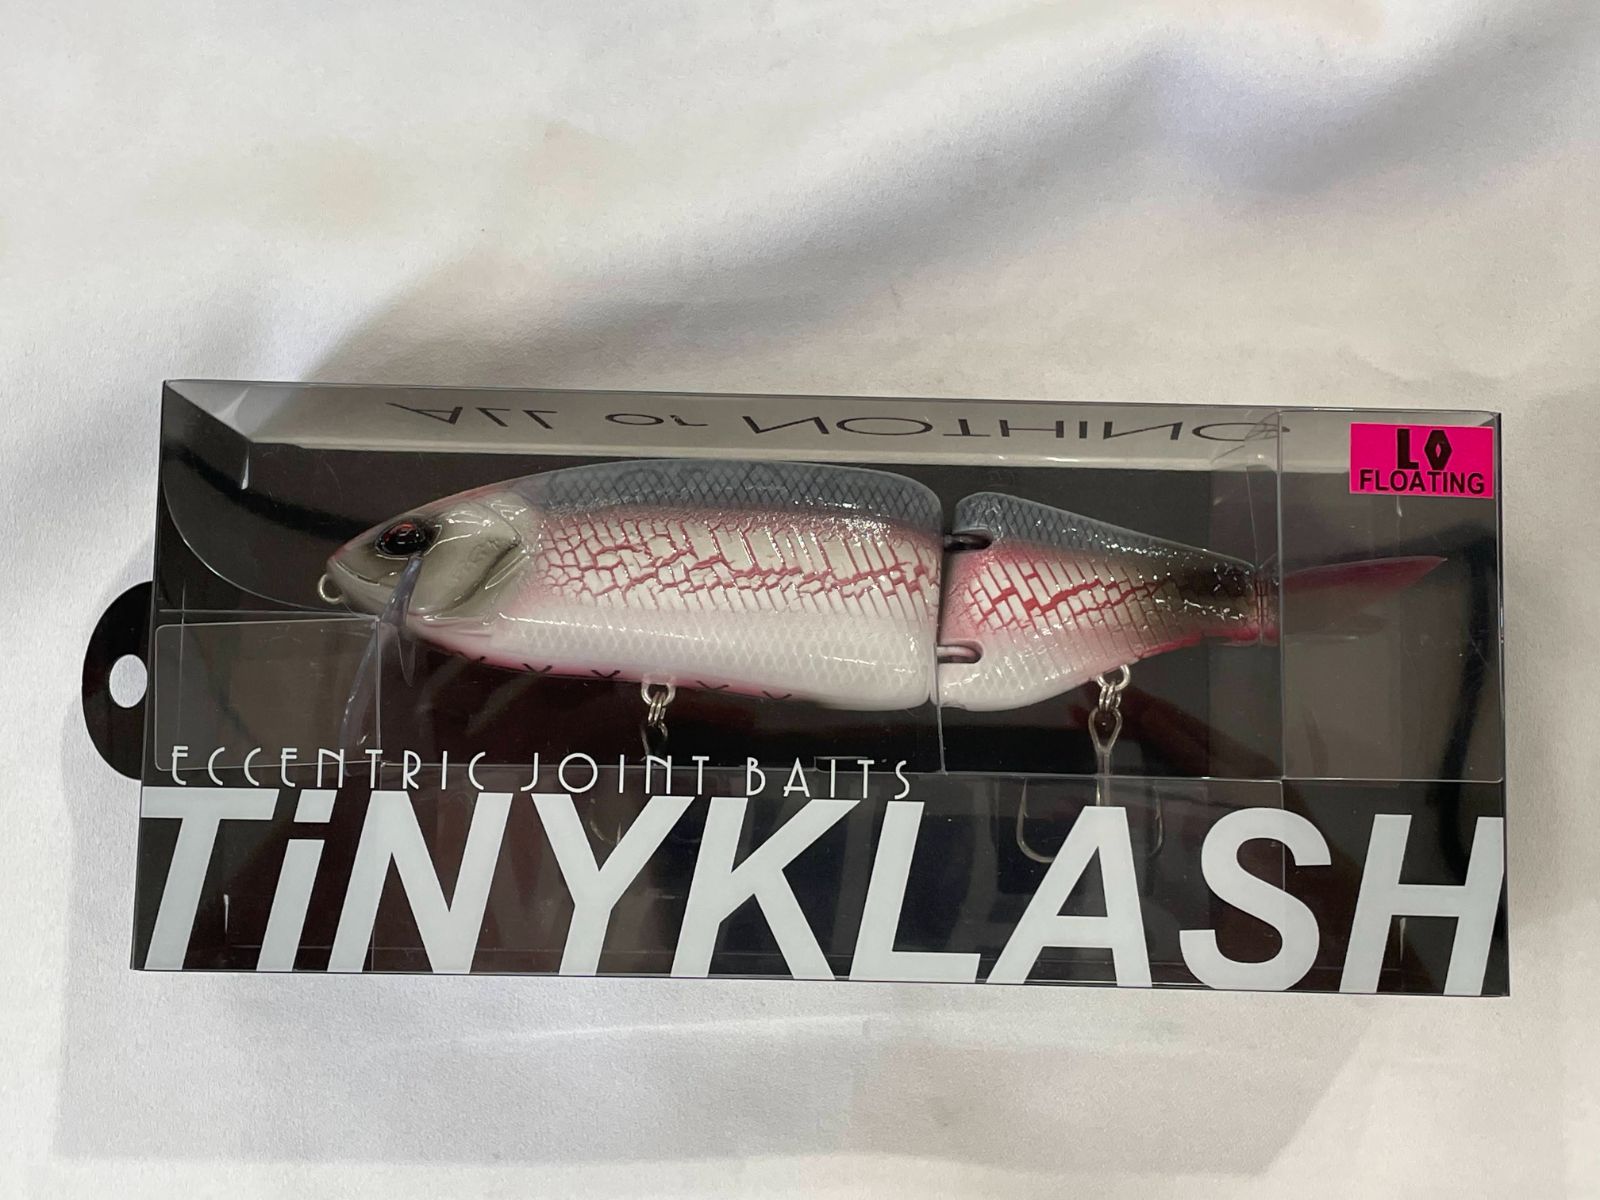 ALL or NOTHING
LO
FLOATING
ECCENTRIC JOINT BAITS
TiNYKLASH